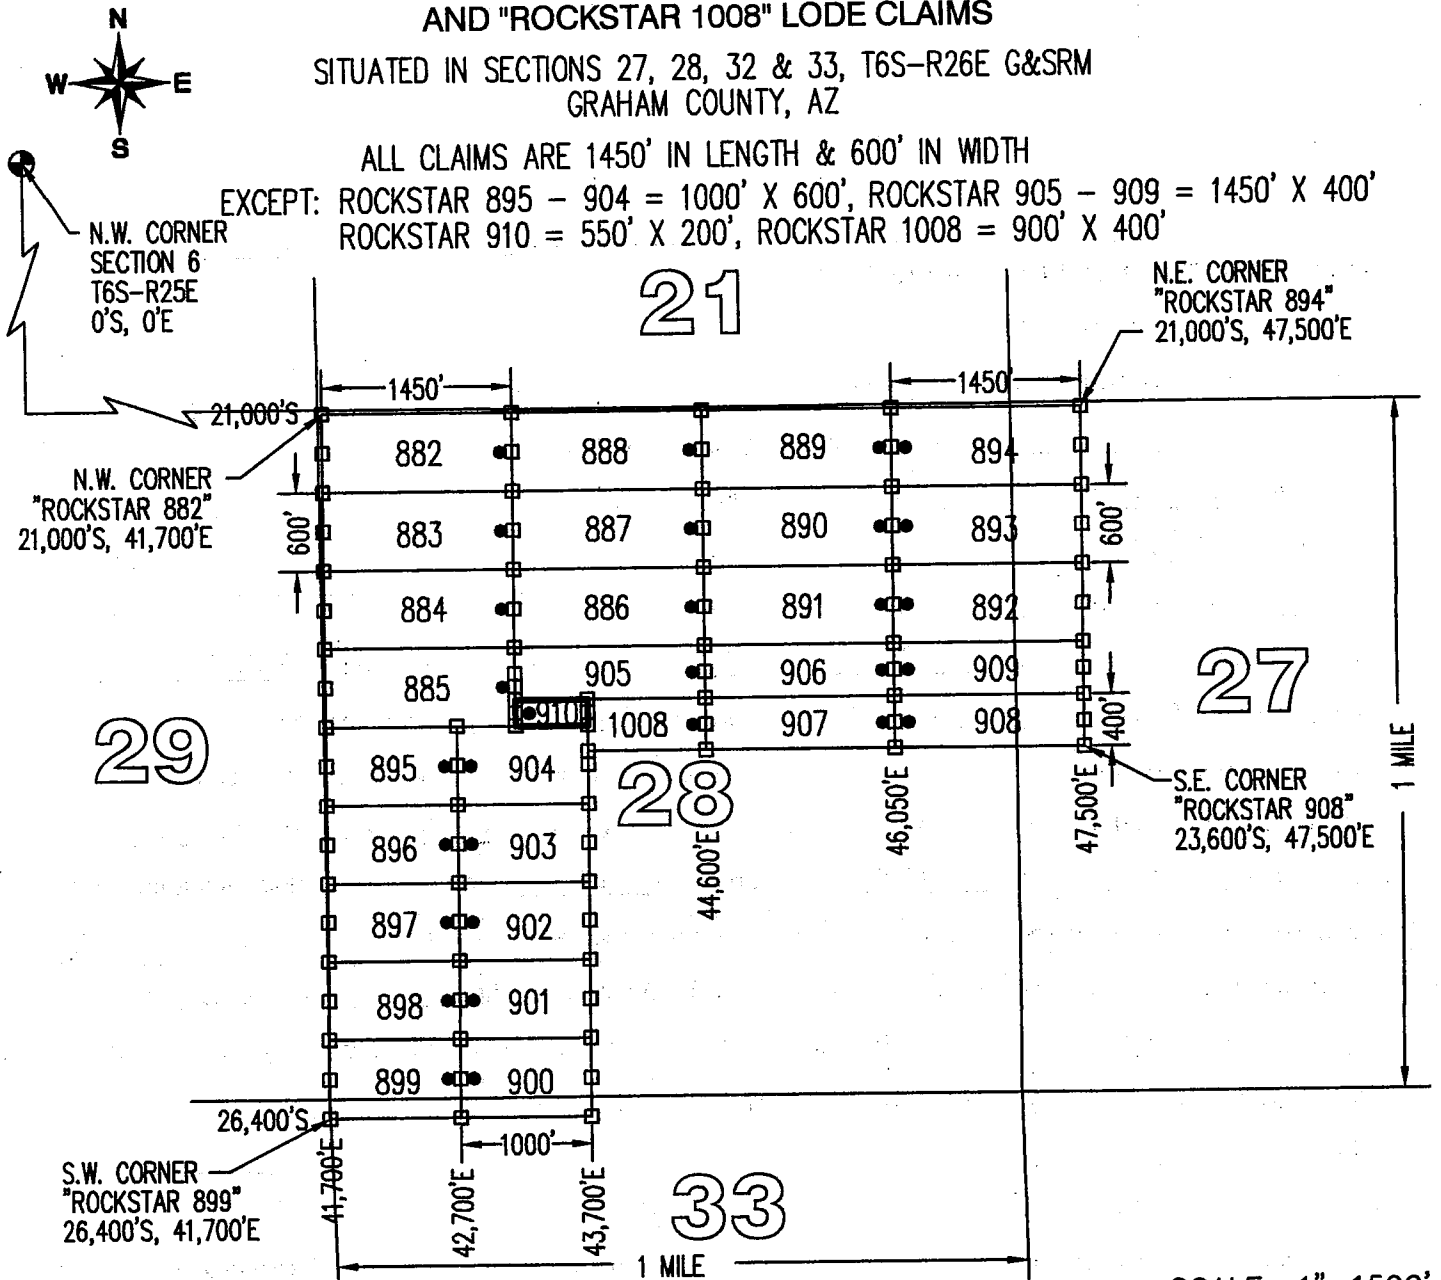 N
W E
S
AND "ROCKSTAR 1008" LODE CLAIMS
SITUATED IN SECTIONS 27, 28, 32 & 33, T6S-R26E G&SRM
GRAHAM COUNTY, AZ
ALL CLAIMS ARE 1450' IN LENGTH & 600' IN WIDTH
EXCEPT: ROCKSTAR 895 - 904 = 1000' X 600', ROCKSTAR 905 - 909 = 1450' X 400'
ROCKSTAR 910 = 550' X 200', ROCKSTAR 1008 = 900' X 400'
N.W. CORNER
SECTION 6
T6S-R25E
0'S, 0'E
21
N.E. CORNER
"ROCKSTAR 894"
21,000'S, 47,500'E
1450' 1450'
21,000'S
N.W. CORNER
"ROCKSTAR 882"
21,000'S, 41,700'E
882 888 889 894
600' 883 887 890 893 600'
884 886 891 892
885 905 906 909
910 1008 907 908 400'
29
27
28
1 MILE
895 904
896 903
897 902
898 901
899 900
44,600'E
46,050'E
47,500'E
S.E. CORNER
"ROCKSTAR 908"
23,600'S, 47,500'E
26,400'S
1000'
S.W. CORNER
"ROCKSTAR 899"
26,400'S, 41,700'E
41,700'E
42,700'E
43,700'E
33
1 MILE